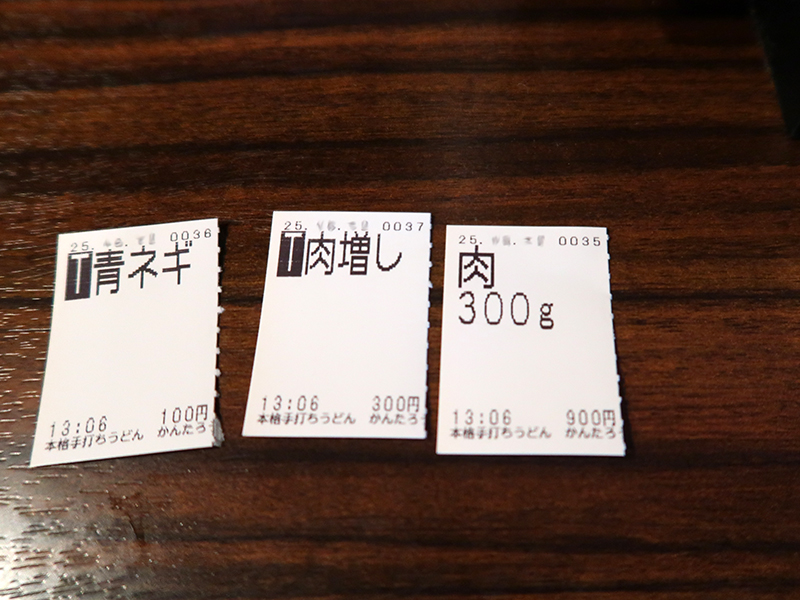 25. 0036
T青ネギ
13:06 100円
本格手打ちうどん かんたろ
25. 0037
T肉増し
13:06 300円
本格手打ちうどん かんたろ
25. 0035
肉
300g
13:06 900円
本格手打ちうどん かんたろ